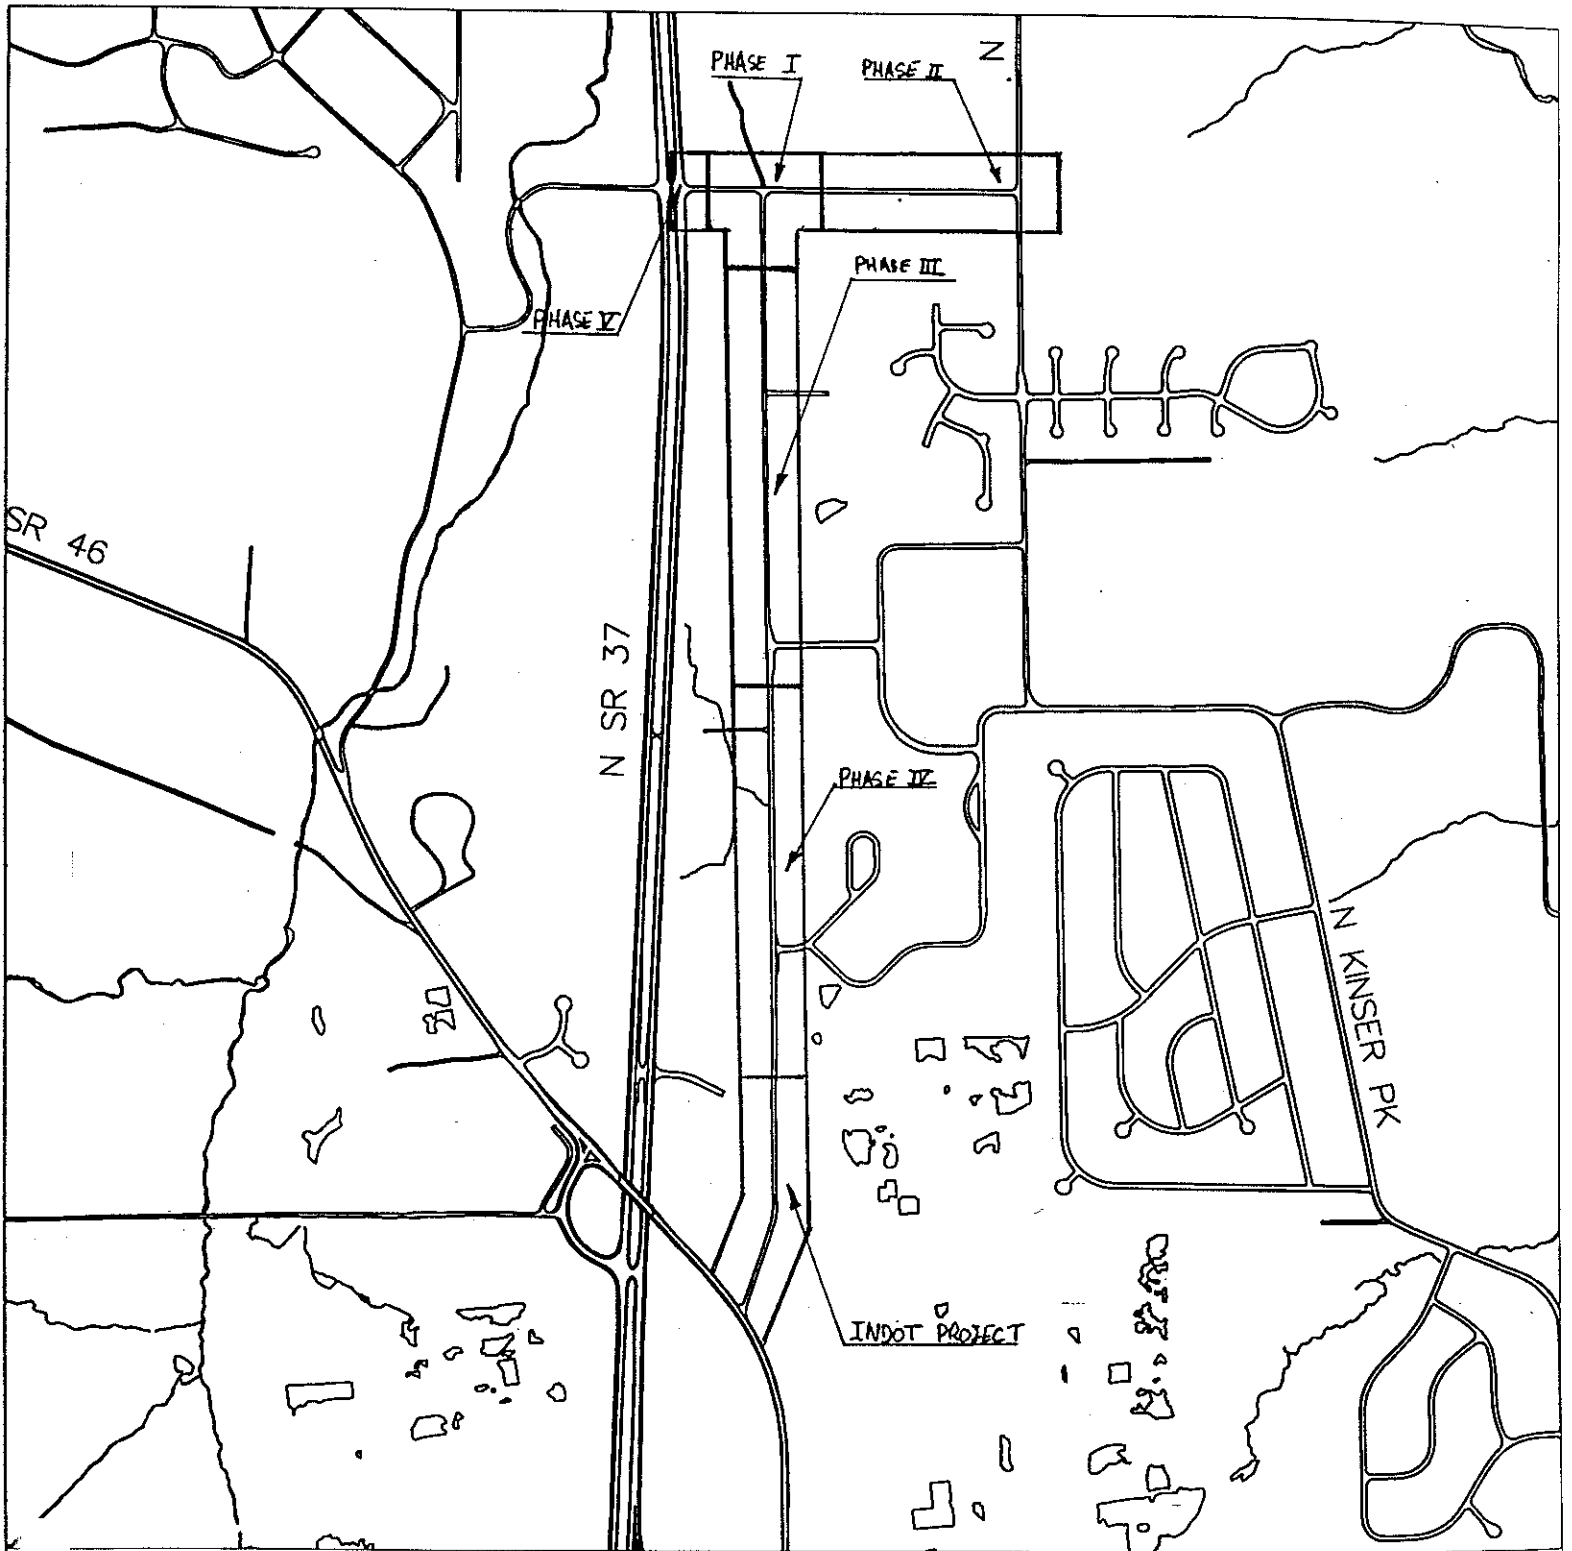 N
PHASE I
PHASE II
PHASE III
PHASE V
SR 46
N SR 37
PHASE IV
N KINSER PK
INDOT PROJECT